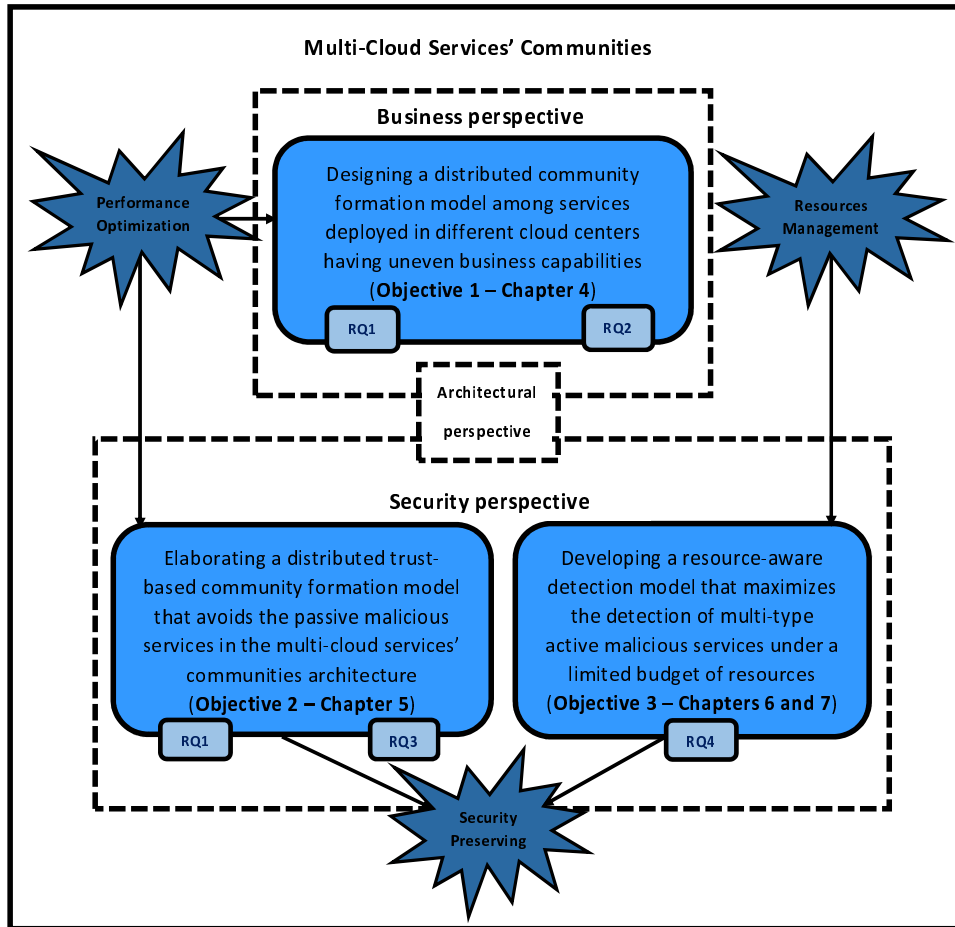 Multi-Cloud Services’ Communities
Business perspective
Designing a distributed community
formation model among services
deployed in different cloud centers
having uneven business capabilities
(Objective 1 – Chapter 4)
RQ1
RQ2
Performance
Optimization
Resources
Management
Architectural
perspective
Security perspective
Elaborating a distributed trust-
based community formation model
that avoids the passive malicious
services in the multi-cloud services’
communities architecture
(Objective 2 – Chapter 5)
RQ1
RQ3
Developing a resource-aware
detection model that maximizes
the detection of multi-type
active malicious services under a
limited budget of resources
(Objective 3 – Chapters 6 and 7)
RQ4
Security
Preserving